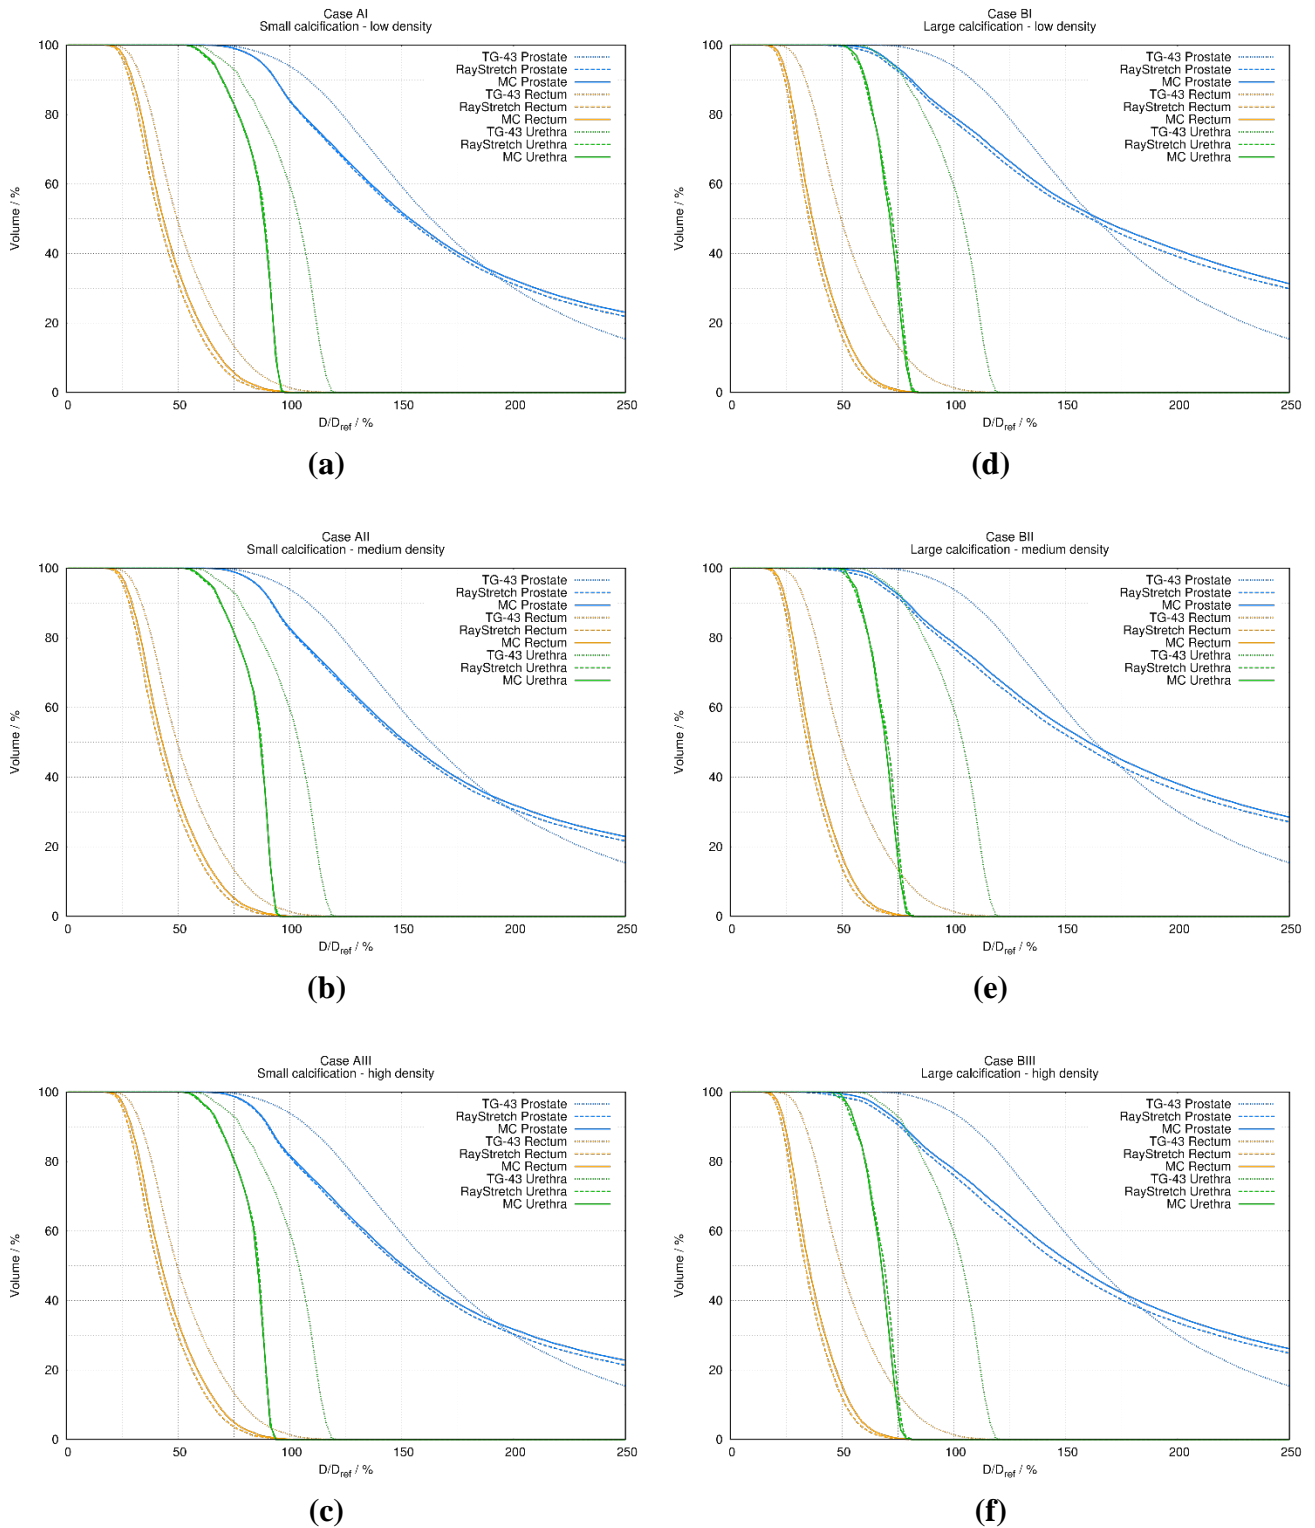 Case AI
Small calcification - low density
100
80
60
40
20
0
Volume / %
TG-43 Prostate
RayStretch Prostate
MC Prostate
TG-43 Rectum
RayStretch Rectum
MC Rectum
TG-43 Urethra
RayStretch Urethra
MC Urethra
0 50 100 150 200 250
D/Dref / %
(a)
Case BI
Large calcification - low density
100
80
60
40
20
0
Volume / %
TG-43 Prostate
RayStretch Prostate
MC Prostate
TG-43 Rectum
RayStretch Rectum
MC Rectum
TG-43 Urethra
RayStretch Urethra
MC Urethra
0 50 100 150 200 250
D/Dref / %
(d)
Case AII
Small calcification - medium density
100
80
60
40
20
0
Volume / %
TG-43 Prostate
RayStretch Prostate
MC Prostate
TG-43 Rectum
RayStretch Rectum
MC Rectum
TG-43 Urethra
RayStretch Urethra
MC Urethra
0 50 100 150 200 250
D/Dref / %
(b)
Case BII
Large calcification - medium density
100
80
60
40
20
0
Volume / %
TG-43 Prostate
RayStretch Prostate
MC Prostate
TG-43 Rectum
RayStretch Rectum
MC Rectum
TG-43 Urethra
RayStretch Urethra
MC Urethra
0 50 100 150 200 250
D/Dref / %
(e)
Case AIII
Small calcification - high density
100
80
60
40
20
0
Volume / %
TG-43 Prostate
RayStretch Prostate
MC Prostate
TG-43 Rectum
RayStretch Rectum
MC Rectum
TG-43 Urethra
RayStretch Urethra
MC Urethra
0 50 100 150 200 250
D/Dref / %
(c)
Case BIII
Large calcification - high density
100
80
60
40
20
0
Volume / %
TG-43 Prostate
RayStretch Prostate
MC Prostate
TG-43 Rectum
RayStretch Rectum
MC Rectum
TG-43 Urethra
RayStretch Urethra
MC Urethra
0 50 100 150 200 250
D/Dref / %
(f)